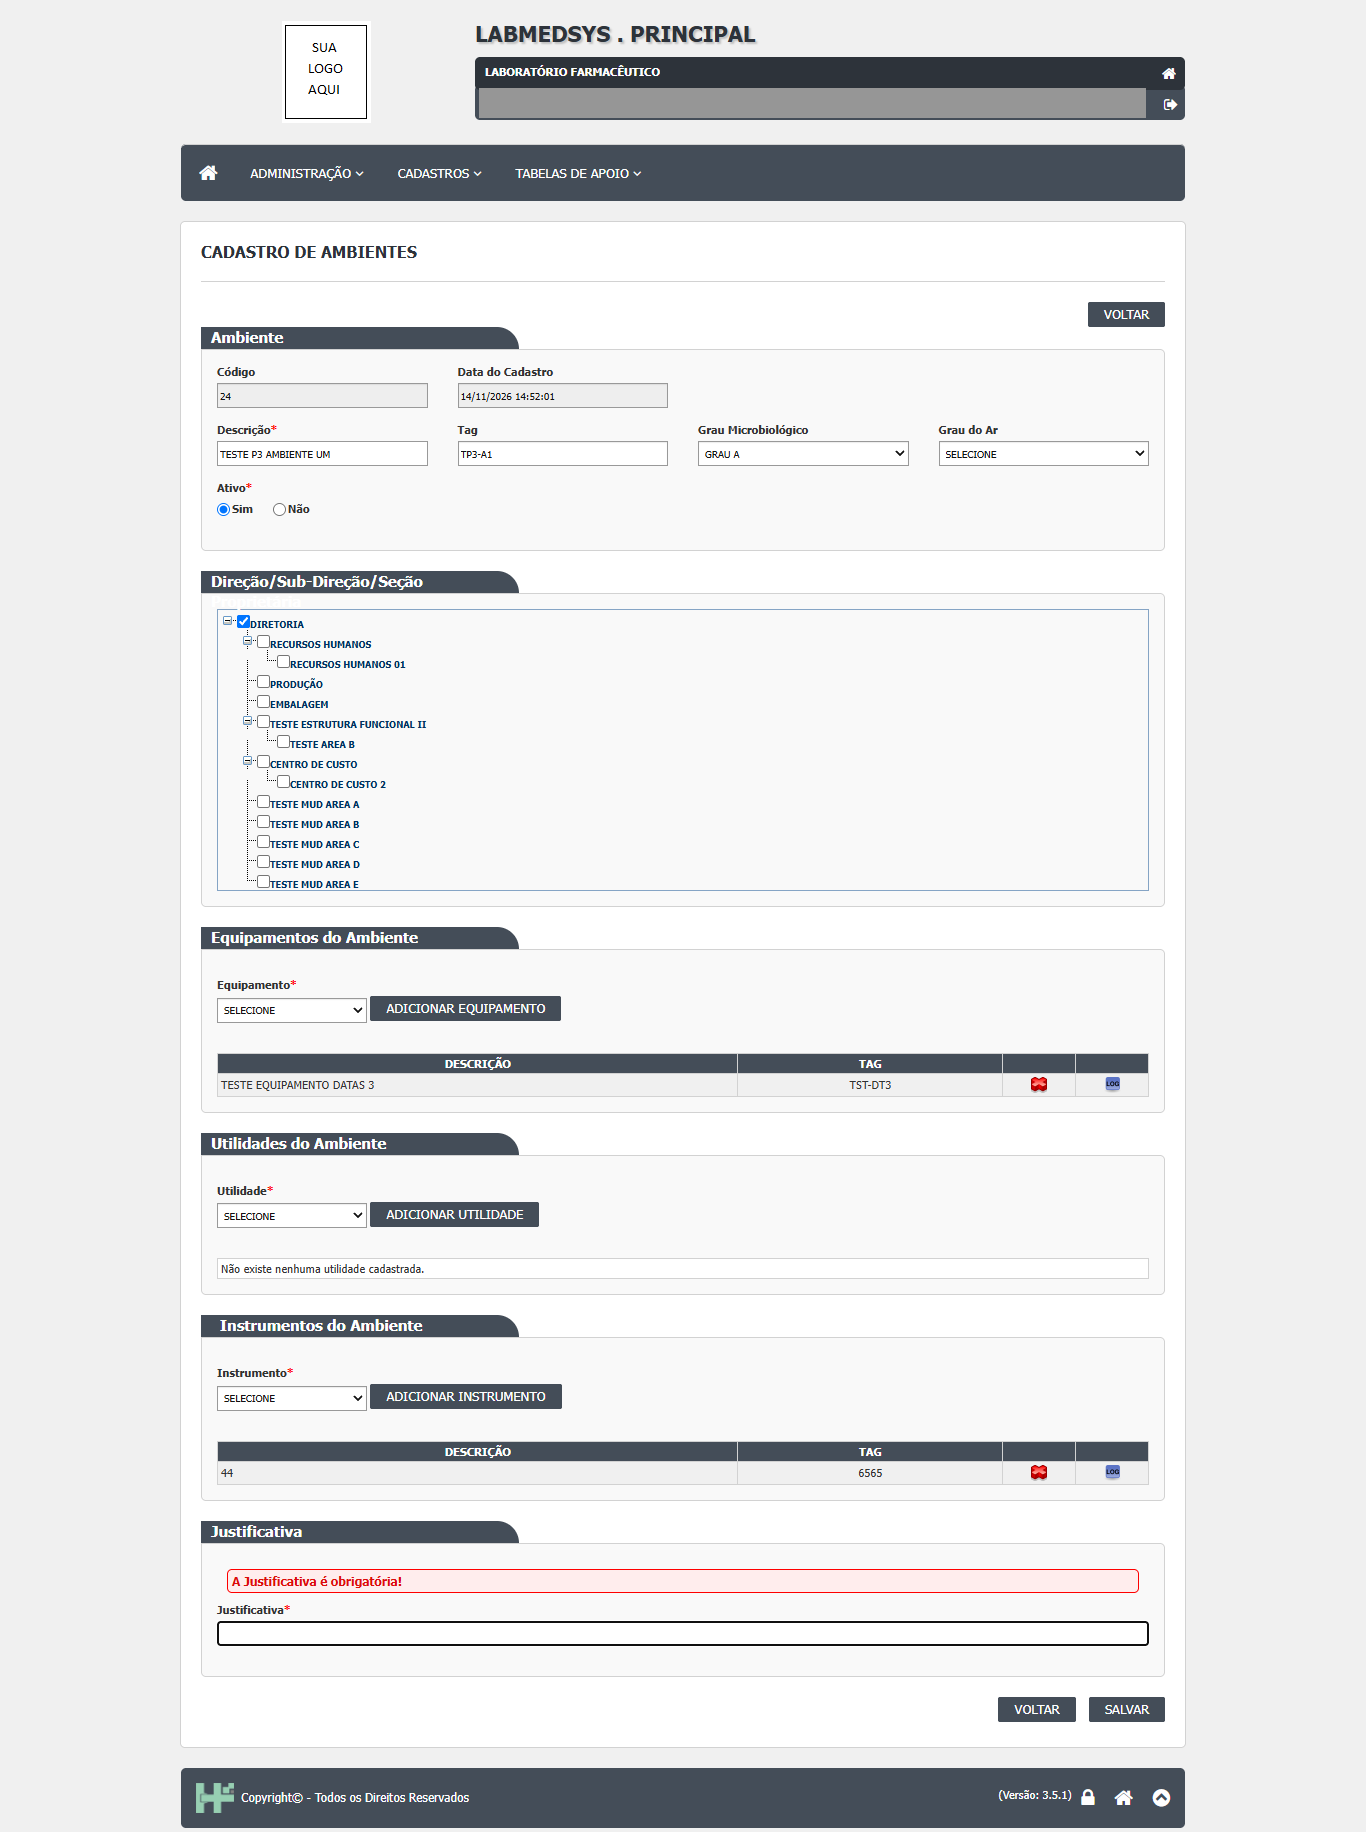 SUA
LOGO
AQUI
LABMEDSYS . PRINCIPAL
LABORATÓRIO FARMACÊUTICO
ADMINISTRAÇÃO
CADASTROS
TABELAS DE APOIO
CADASTRO DE AMBIENTES
VOLTAR
Ambiente
Código
Data do Cadastro
24
14/11/2026 14:52:01
Descrição*
Tag
Grau Microbiológico
Grau do Ar
TESTE P3 AMBIENTE UM
TP3-A1
GRAU A
SELECIONE
Ativo*
Sim
Não
Direção/Sub-Direção/Seção
DIRETORIA
RECURSOS HUMANOS
RECURSOS HUMANOS 01
PRODUÇÃO
EMBALAGEM
TESTE ESTRUTURA FUNCIONAL II
TESTE AREA B
CENTRO DE CUSTO
CENTRO DE CUSTO 2
TESTE MUD AREA A
TESTE MUD AREA B
TESTE MUD AREA C
TESTE MUD AREA D
TESTE MUD AREA E
Equipamentos do Ambiente
Equipamento*
SELECIONE
ADICIONAR EQUIPAMENTO
DESCRIÇÃO
TAG
TESTE EQUIPAMENTO DATAS 3
TST-DT3
LOG
Utilidades do Ambiente
Utilidade*
SELECIONE
ADICIONAR UTILIDADE
Não existe nenhuma utilidade cadastrada.
Instrumentos do Ambiente
Instrumento*
SELECIONE
ADICIONAR INSTRUMENTO
DESCRIÇÃO
TAG
44
6565
LOG
Justificativa
A Justificativa é obrigatória!
Justificativa*
VOLTAR
SALVAR
Copyright© - Todos os Direitos Reservados
(Versão: 3.5.1)